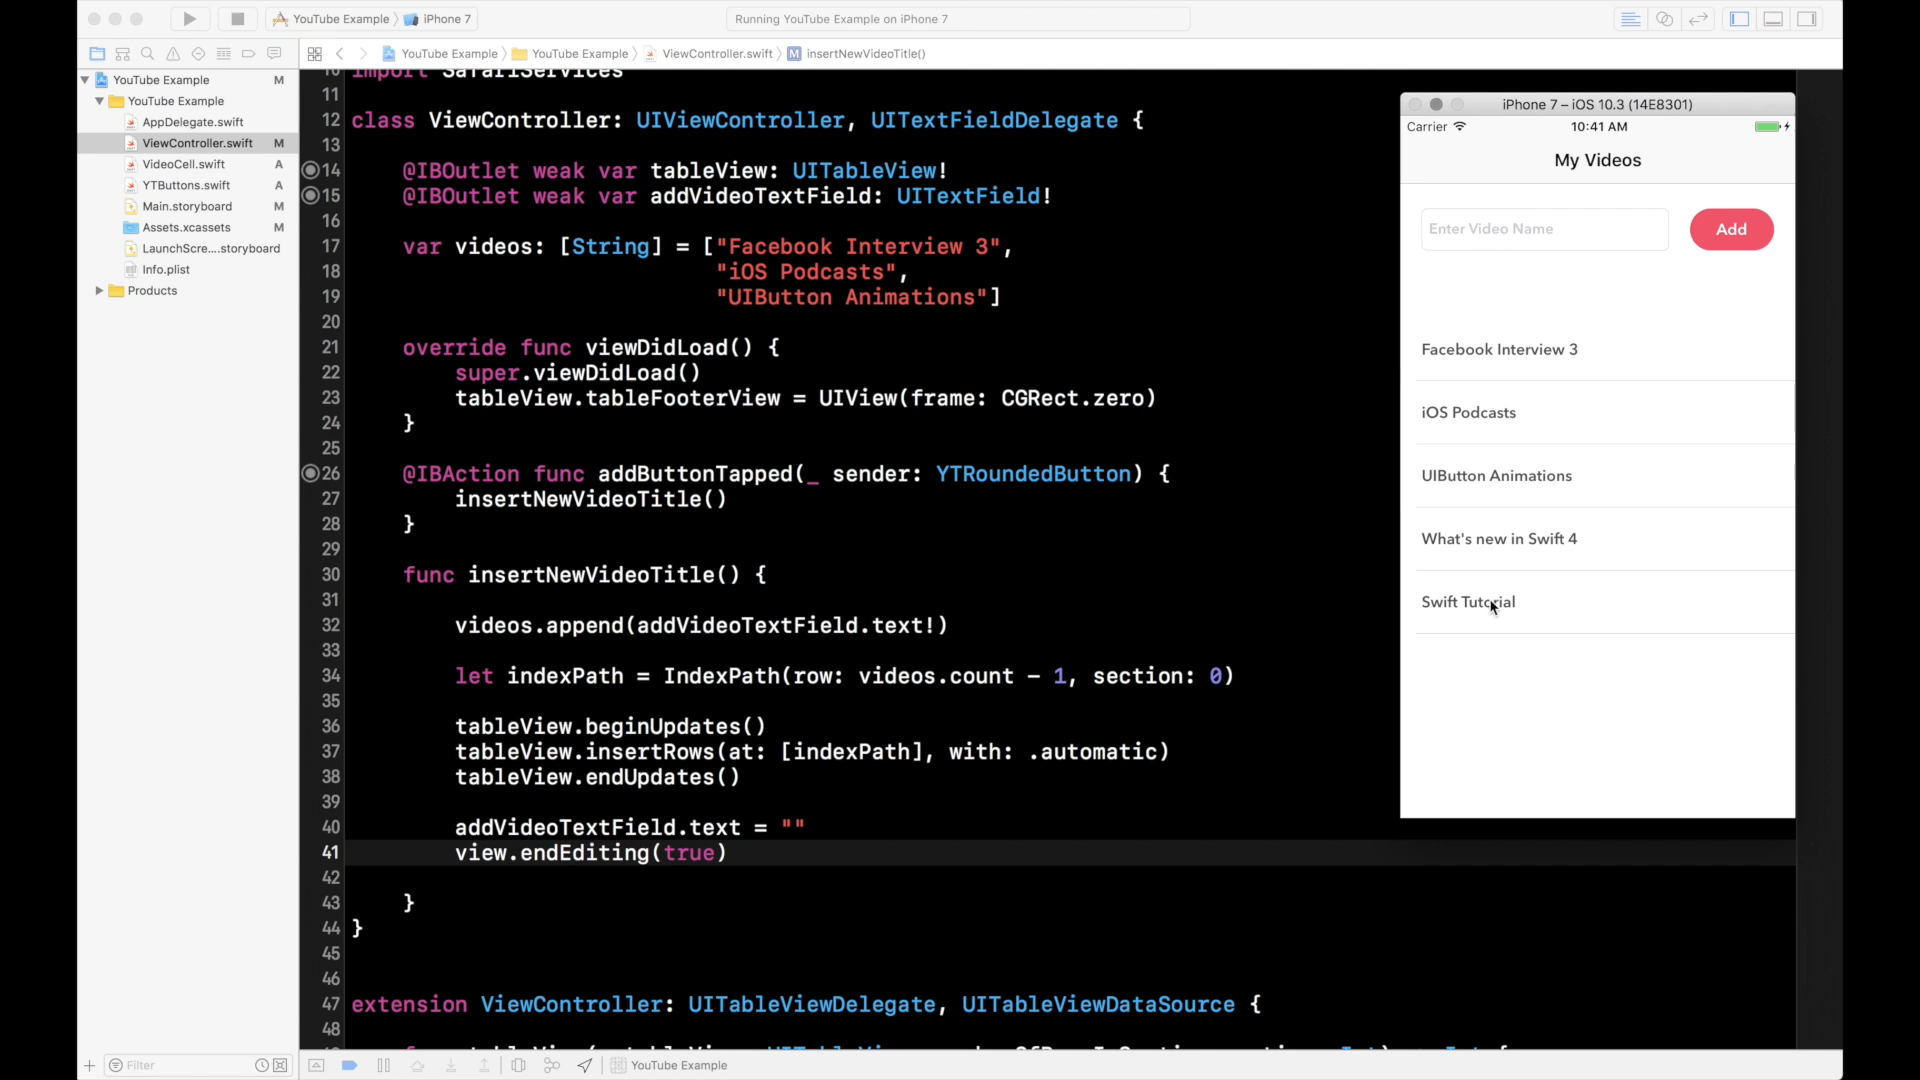 YouTube Example
iPhone 7
Running YouTube Example on iPhone 7
YouTube Example
YouTube Example
ViewController.swift
M
insertNewVideoTitle()
YouTube Example M
YouTube Example
AppDelegate.swift
ViewController.swift M
VideoCell.swift A
YTButtons.swift A
Main.storyboard M
Assets.xcassets M
LaunchScre....storyboard
Info.plist
Products
10 import SafariServices
11
12 class ViewController: UIViewController, UITextFieldDelegate {
13
14 @IBOutlet weak var tableView: UITableView!
15 @IBOutlet weak var addVideoTextField: UITextField!
16
17 var videos: [String] = ["Facebook Interview 3",
18 "iOS Podcasts",
19 "UIButton Animations"]
20
21 override func viewDidLoad() {
22 super.viewDidLoad()
23 tableView.tableFooterView = UIView(frame: CGRect.zero)
24 }
25
26 @IBAction func addButtonTapped(_ sender: YTRoundedButton) {
27 insertNewVideoTitle()
28 }
29
30 func insertNewVideoTitle() {
31
32 videos.append(addVideoTextField.text!)
33
34 let indexPath = IndexPath(row: videos.count - 1, section: 0)
35
36 tableView.beginUpdates()
37 tableView.insertRows(at: [indexPath], with: .automatic)
38 tableView.endUpdates()
39
40 addVideoTextField.text = ""
41 view.endEditing(true)
42
43 }
44 }
45
46
47 extension ViewController: UITableViewDelegate, UITableViewDataSource {
48
iPhone 7 – iOS 10.3 (14E8301)
Carrier 10:41 AM
My Videos
Enter Video Name
Add
Facebook Interview 3
iOS Podcasts
UIButton Animations
What's new in Swift 4
Swift Tutorial
Filter
YouTube Example